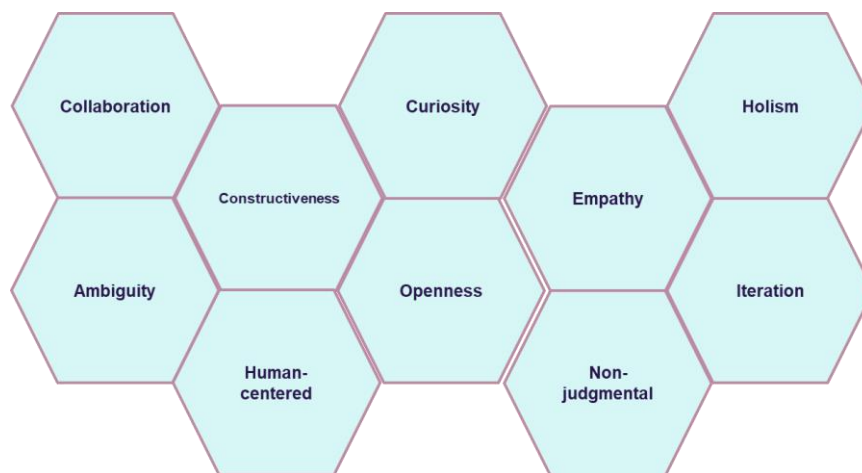 Collaboration
Curiosity
Holism
Constructiveness
Empathy
Ambiguity
Openness
Iteration
Human-
centered
Non-
judgmental